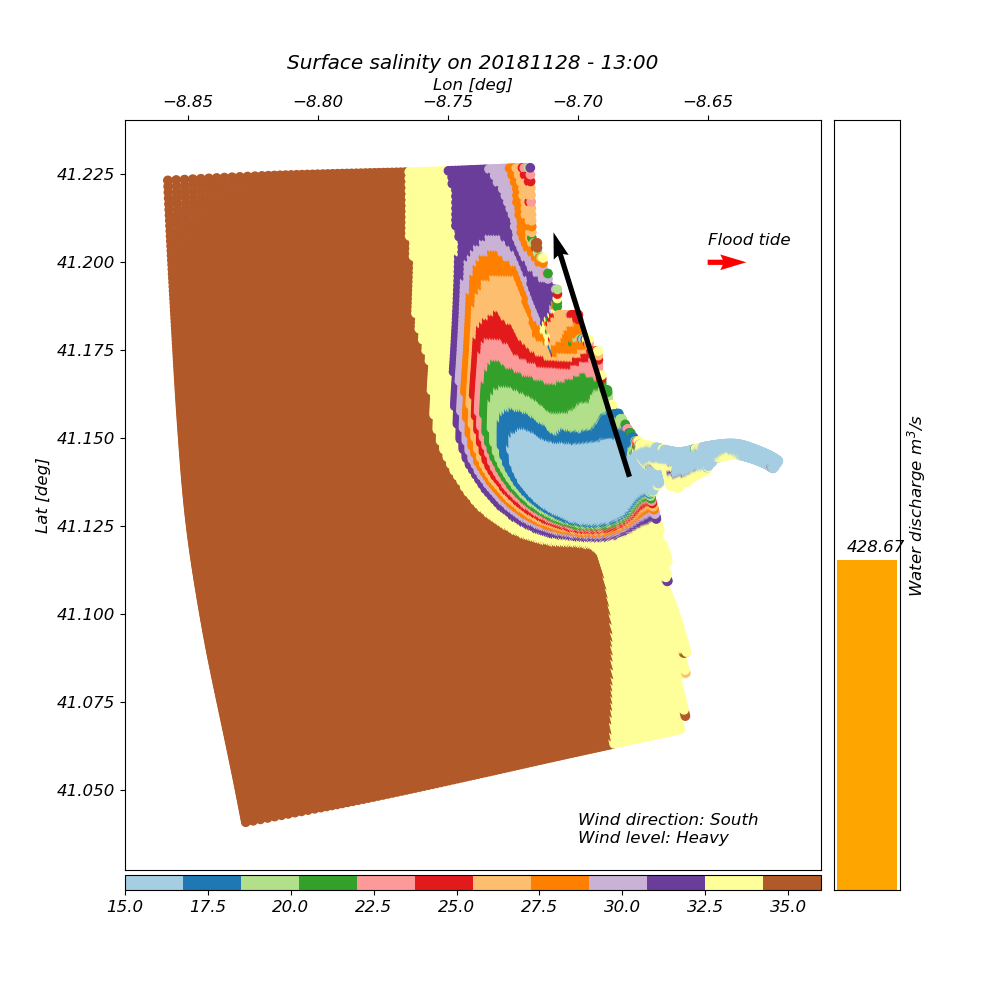 Surface salinity on 20181128 - 13:00
Lon [deg]
−8.85 −8.80 −8.75 −8.70 −8.65
41.225
41.200
41.175
41.150
41.125
41.100
41.075
41.050
Lat [deg]
Flood tide
Wind direction: South
Wind level: Heavy
428.67
Water discharge m³/s
15.0 17.5 20.0 22.5 25.0 27.5 30.0 32.5 35.0